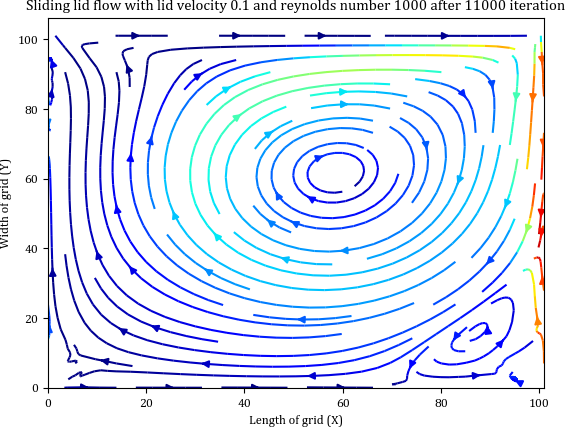 Sliding lid flow with lid velocity 0.1 and reynolds number 1000 after 11000 iteration
100
80
60
40
20
0
Width of grid (Y)
0 20 40 60 80 100
Length of grid (X)